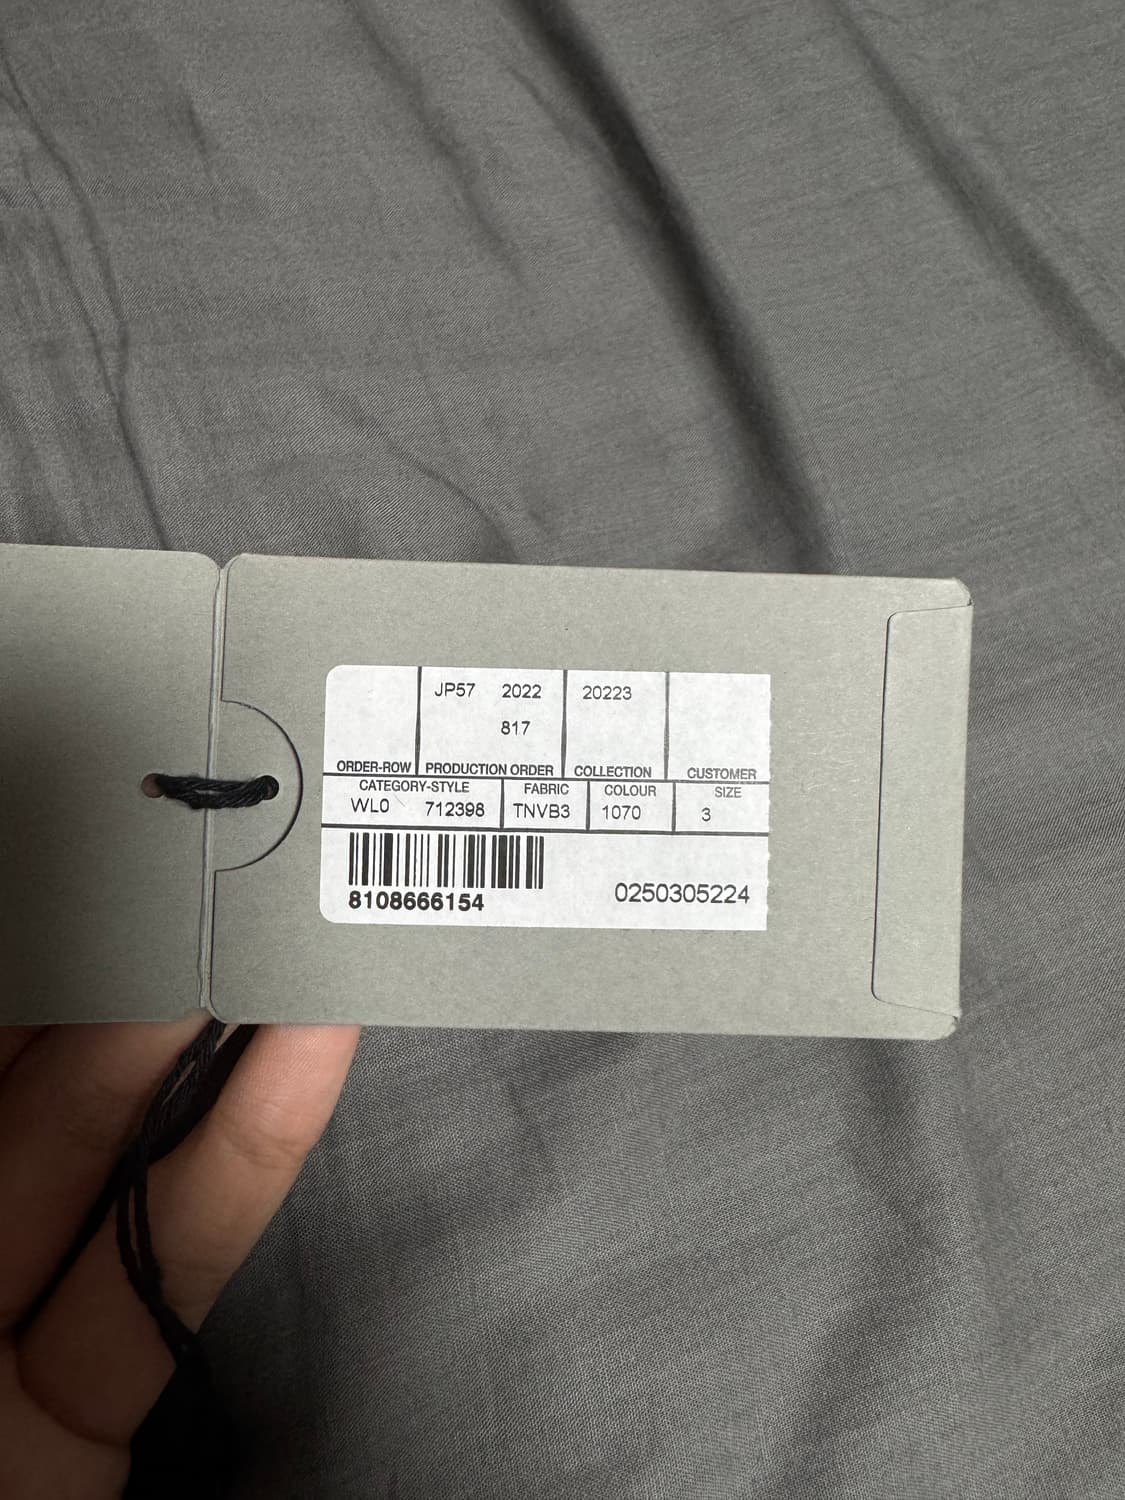 JP57 2022 20223
817
ORDER-ROW PRODUCTION ORDER COLLECTION CUSTOMER
CATEGORY-STYLE FABRIC COLOUR SIZE
WL0 712398 TNVB3 1070 3
8108666154 0250305224